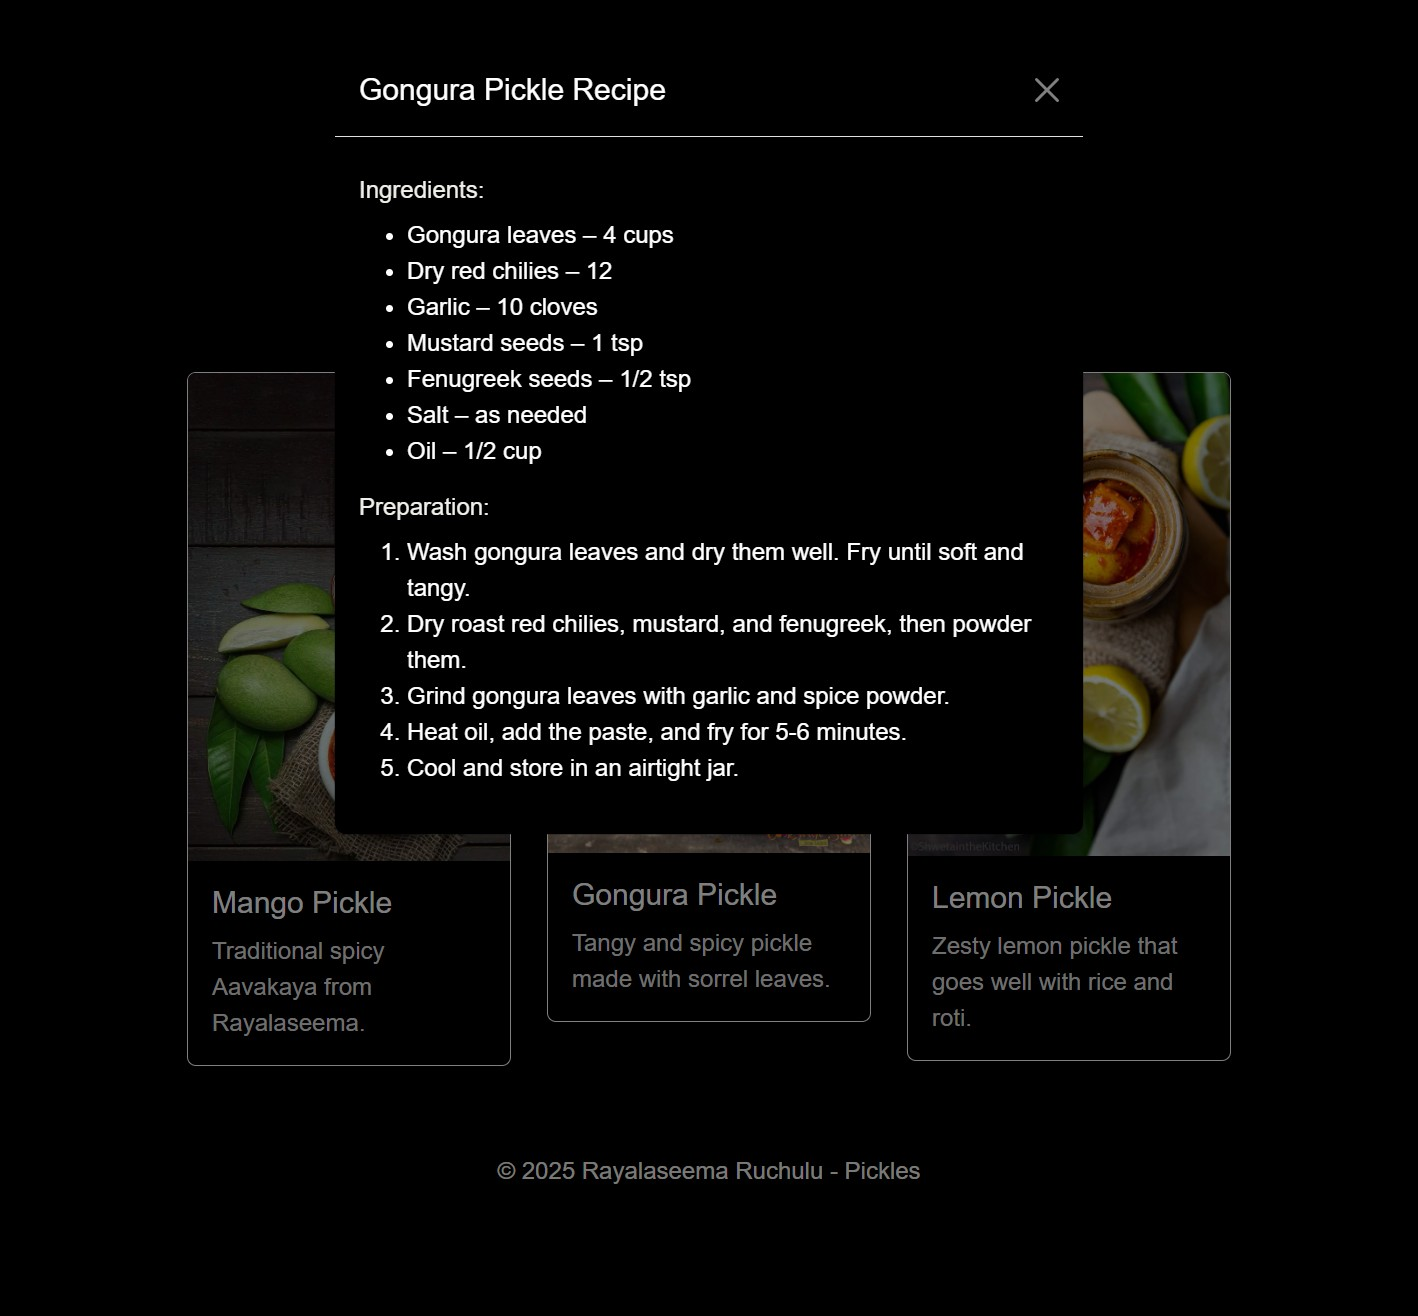 Gongura Pickle Recipe
Ingredients:
• Gongura leaves – 4 cups
• Dry red chilies – 12
• Garlic – 10 cloves
• Mustard seeds – 1 tsp
• Fenugreek seeds – 1/2 tsp
• Salt – as needed
• Oil – 1/2 cup
Preparation:
1. Wash gongura leaves and dry them well. Fry until soft and
tangy.
2. Dry roast red chilies, mustard, and fenugreek, then powder
them.
3. Grind gongura leaves with garlic and spice powder.
4. Heat oil, add the paste, and fry for 5-6 minutes.
5. Cool and store in an airtight jar.
©ShwetaintheKitchen
Mango Pickle
Traditional spicy
Aavakaya from
Rayalaseema.
Gongura Pickle
Tangy and spicy pickle
made with sorrel leaves.
Lemon Pickle
Zesty lemon pickle that
goes well with rice and
roti.
© 2025 Rayalaseema Ruchulu - Pickles